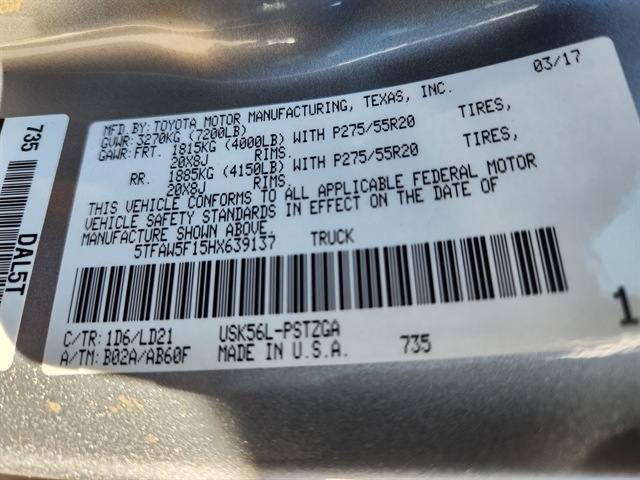 03/17
MFD.BY:TOYOTA MOTOR MANUFACTURING, TEXAS, INC.
GVWR:3270KG (7200LB)
GAWR:FRT. 1815KG (4000LB) WITH P275/55R20 TIRES,
20X8J RIMS.
RR. 1885KG (4150LB) WITH P275/55R20 TIRES,
20X8J RIMS.
THIS VEHICLE CONFORMS TO ALL APPLICABLE FEDERAL MOTOR
VEHICLE SAFETY STANDARDS IN EFFECT ON THE DATE OF
MANUFACTURE SHOWN ABOVE.
5TFAW5F15HX639137 TRUCK
C/TR: 1D6/LD21 USK56L-PSTZGA
A/TM: B02A/AB60F MADE IN U.S.A. 735
1
735
DAL5T